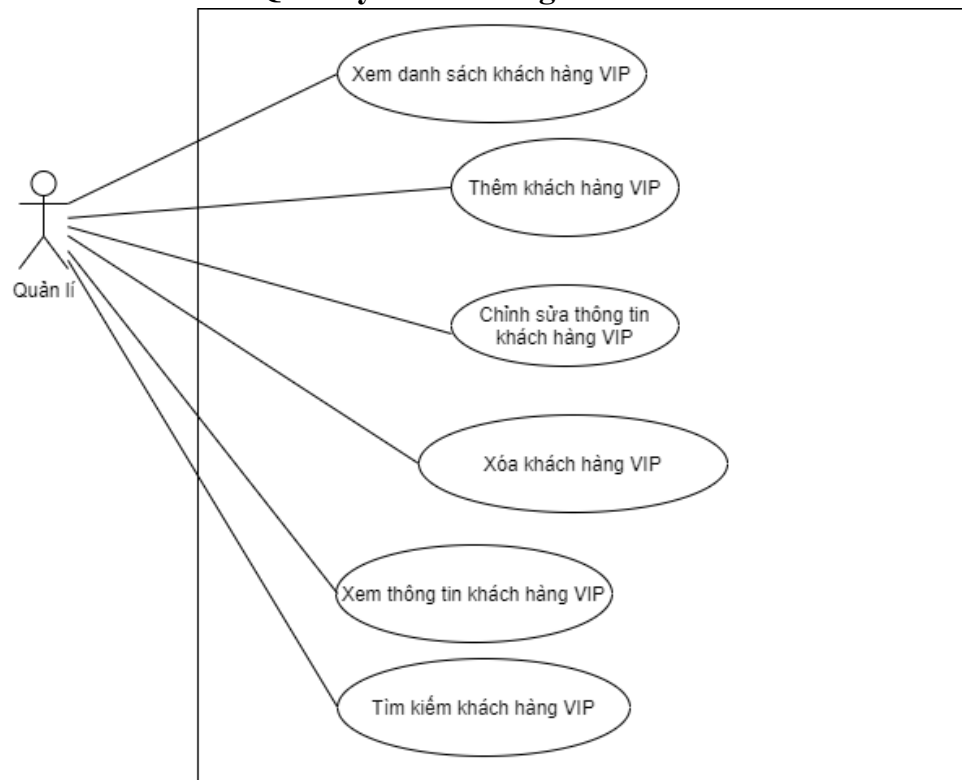 Xem danh sách khách hàng VIP
Thêm khách hàng VIP
Quản lí
Chỉnh sửa thông tin
khách hàng VIP
Xóa khách hàng VIP
Xem thông tin khách hàng VIP
Tìm kiếm khách hàng VIP